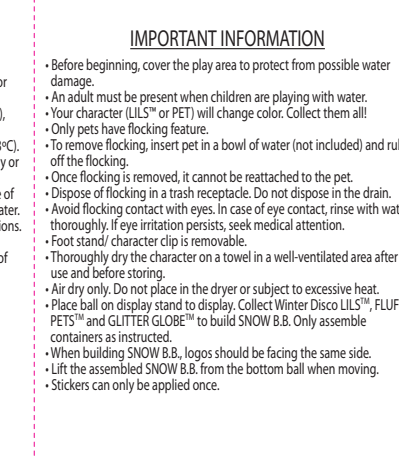 IMPORTANT INFORMATION
• Before beginning, cover the play area to protect from possible water
damage.
• An adult must be present when children are playing with water.
• Your character (LILS™ or PET) will change color. Collect them all!
• Only pets have flocking feature.
• To remove flocking, insert pet in a bowl of water (not included) and
off the flocking.
• Once flocking is removed, it cannot be reattached to the pet.
• Dispose of flocking in a trash receptacle. Do not dispose in the drain.
• Avoid flocking contact with eyes. In case of eye contact, rinse with
thoroughly. If eye irritation persists, seek medical attention.
• Foot stand/ character clip is removable.
• Thoroughly dry the character on a towel in a well-ventilated area after
use and before storing.
• Air dry only. Do not place in the dryer or subject to excessive heat.
• Place ball on display stand to display. Collect Winter Disco LILS™,
PETS™ and GLITTER GLOBE™ to build SNOW B.B. Only assemble
containers as instructed.
• When building SNOW B.B., logos should be facing the same side.
• Lift the assembled SNOW B.B. from the bottom ball when moving.
• Stickers can only be applied once.
or
),
ºC).
y or
of
ater.
ions.
of